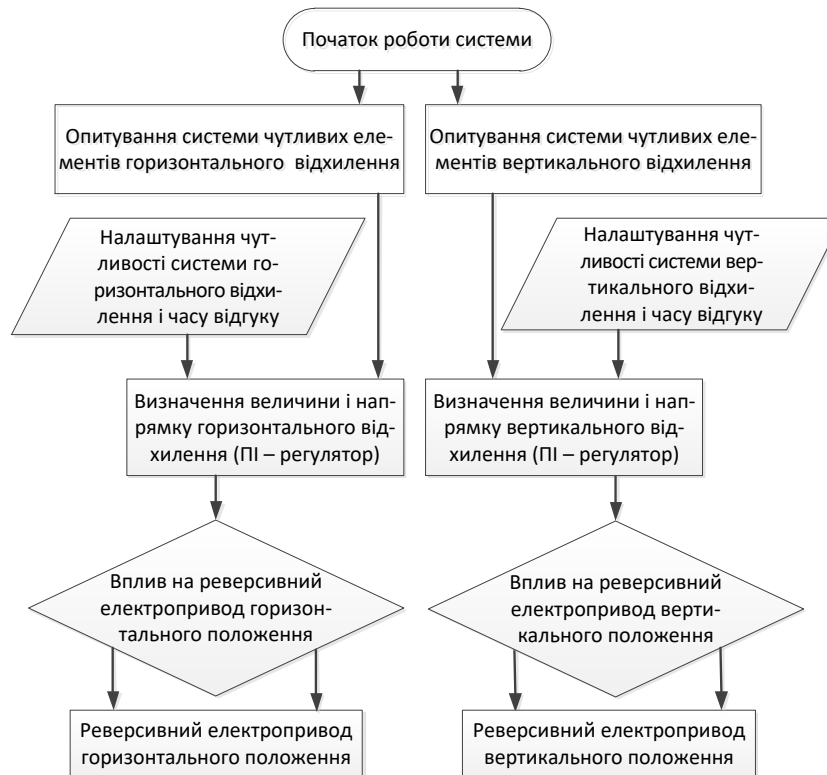 Початок роботи системи
Опитування системи чутливих еле-
ментів горизонтального відхилення
Опитування системи чутливих еле-
ментів вертикального відхилення
Налаштування чут-
ливості системи го-
ризонтального відхи-
лення і часу відгуку
Налаштування чут-
ливості системи вер-
тикального відхи-
лення і часу відгуку
Визначення величини і нап-
рямку горизонтального від-
хилення (ПІ – регулятор)
Визначення величини і нап-
рямку вертикального від-
хилення (ПІ – регулятор)
Вплив на реверсивний
електропривод горизон-
тального положення
Вплив на реверсивний
електропривод верти-
кального положення
Реверсивний електропривод
горизонтального положення
Реверсивний електропривод
вертикального положення